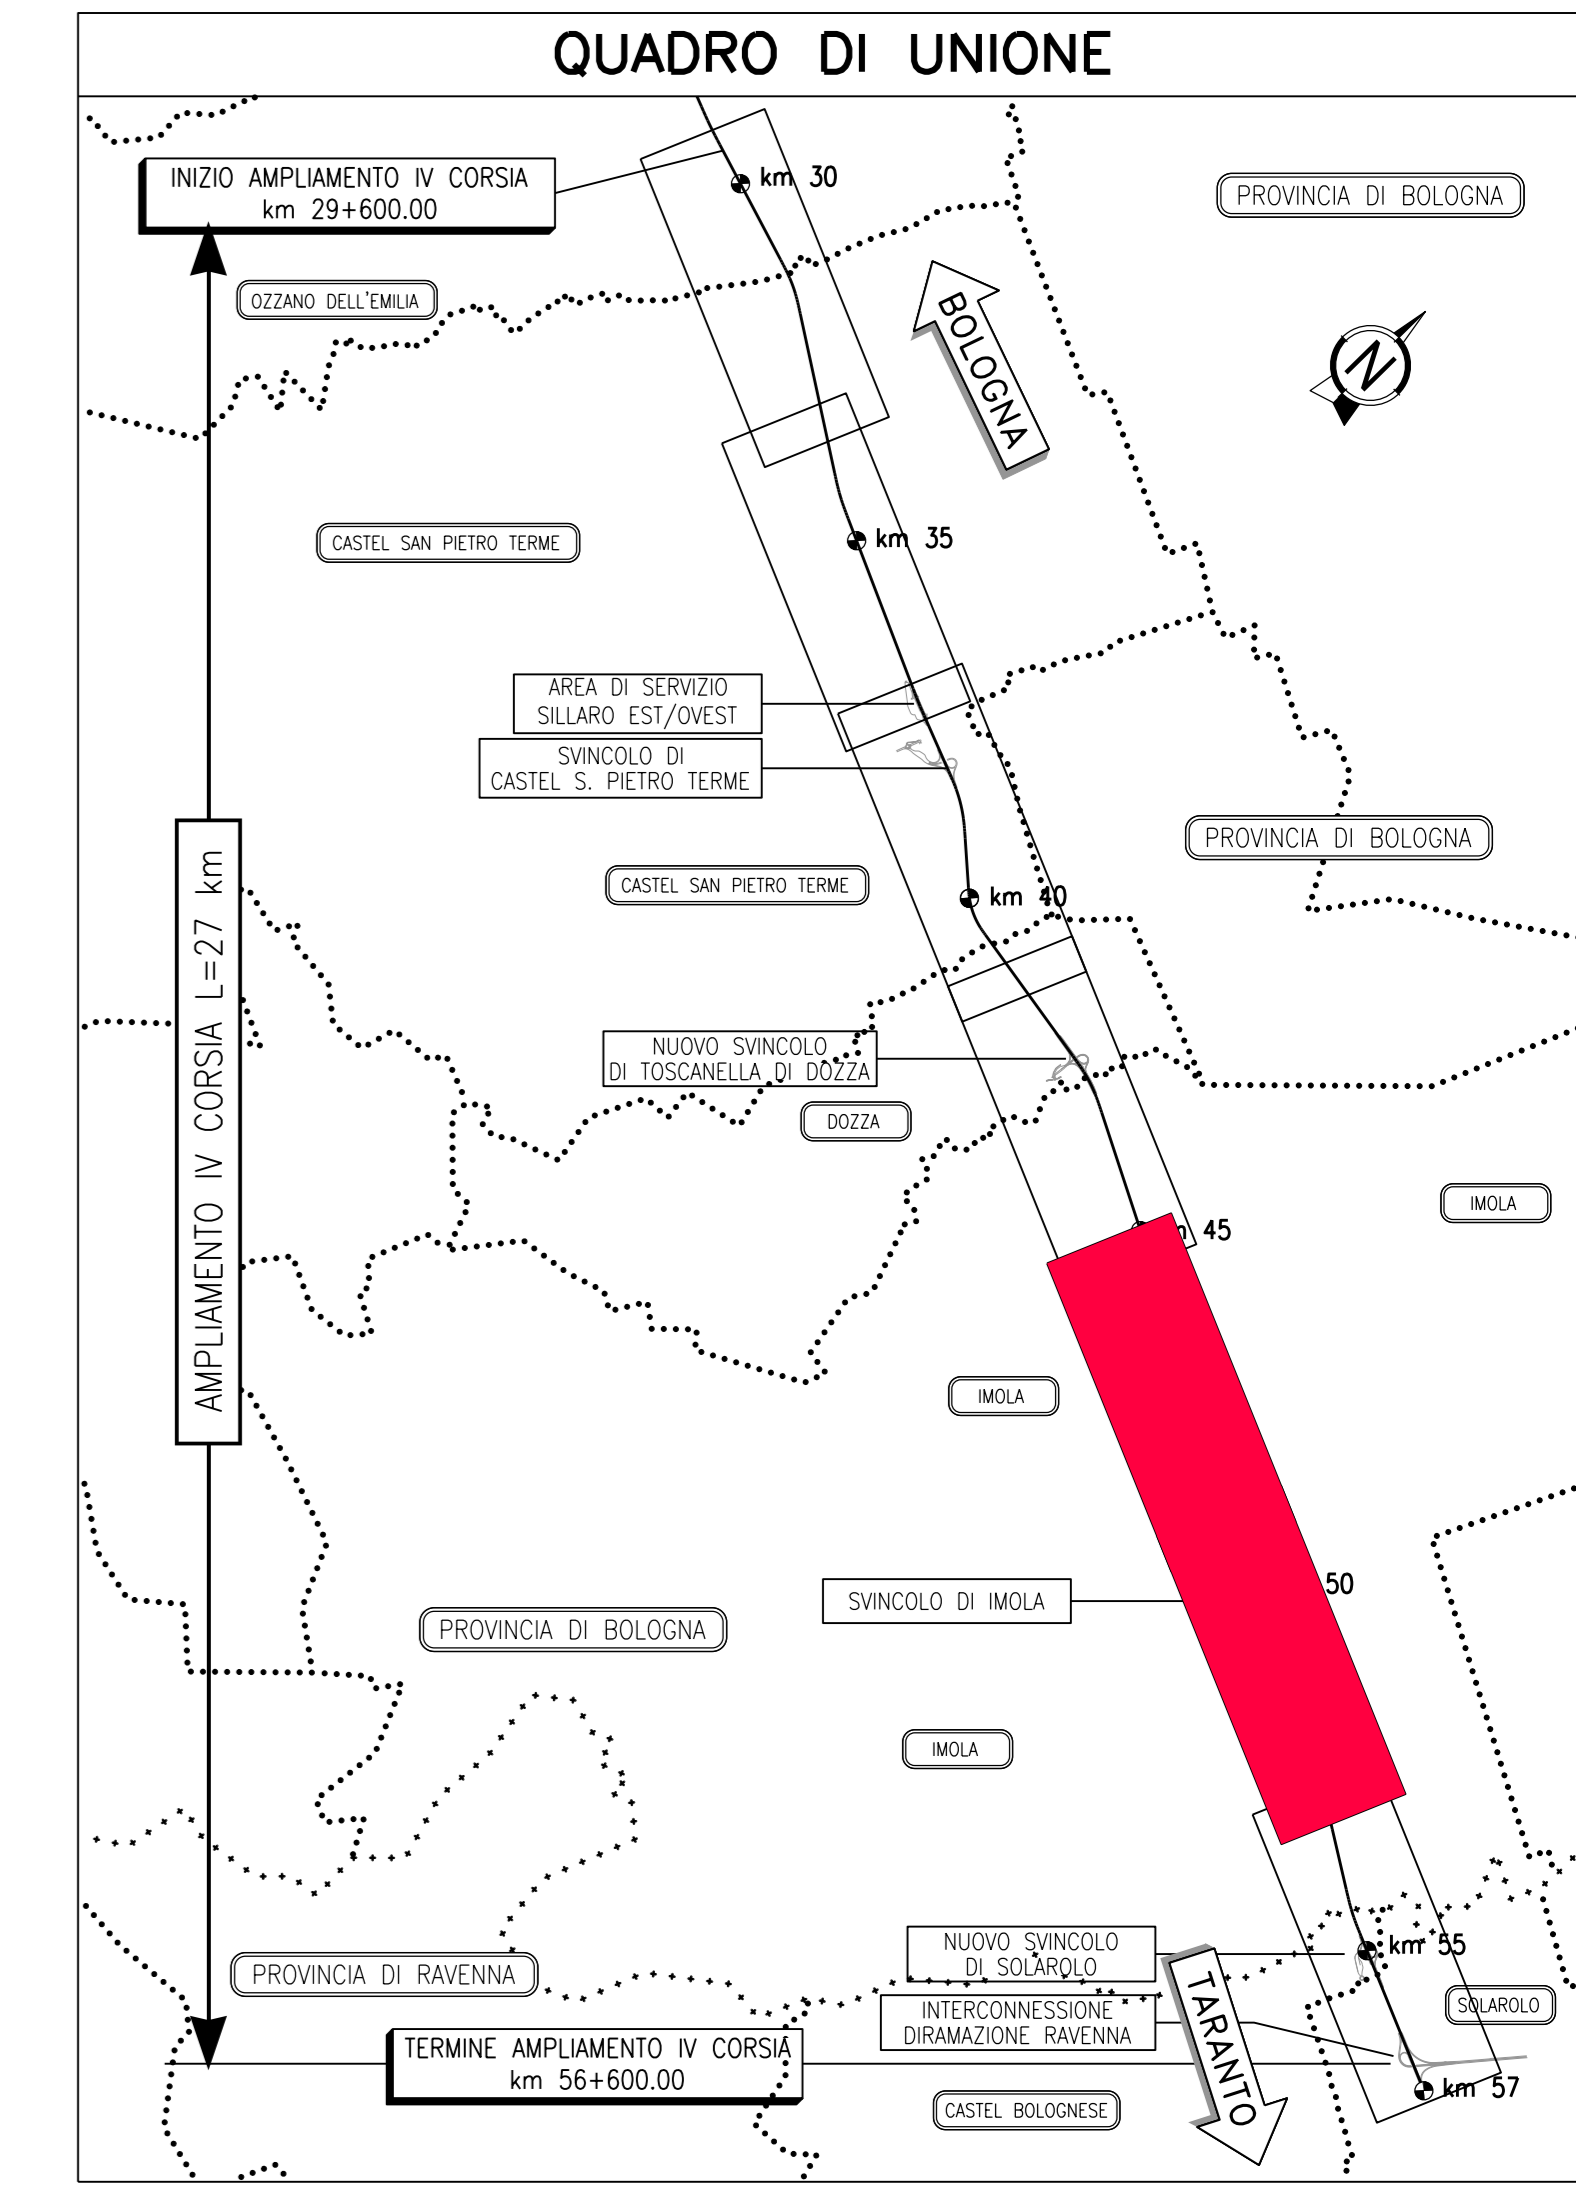 QUADRO DI UNIONE
INIZIO AMPLIAMENTO IV CORSIA
km 29+600.00
km 30
PROVINCIA DI BOLOGNA
OZZANO DELL'EMILIA
BOLOGNA
N
CASTEL SAN PIETRO TERME
km 35
AREA DI SERVIZIO
SILLARO EST/OVEST
SVINCOLO DI
CASTEL S. PIETRO TERME
PROVINCIA DI BOLOGNA
CASTEL SAN PIETRO TERME
km 40
AMPLIAMENTO IV CORSIA L=27 km
NUOVO SVINCOLO
DI TOSCANELLA DI DOZZA
DOZZA
IMOLA
45
IMOLA
50
SVINCOLO DI IMOLA
PROVINCIA DI BOLOGNA
IMOLA
NUOVO SVINCOLO
DI SOLAROLO
km 55
PROVINCIA DI RAVENNA
TARANTO
SOLAROLO
INTERCONNESSIONE
DIRAMAZIONE RAVENNA
TERMINE AMPLIAMENTO IV CORSIA
km 56+600.00
km 57
CASTEL BOLOGNESE